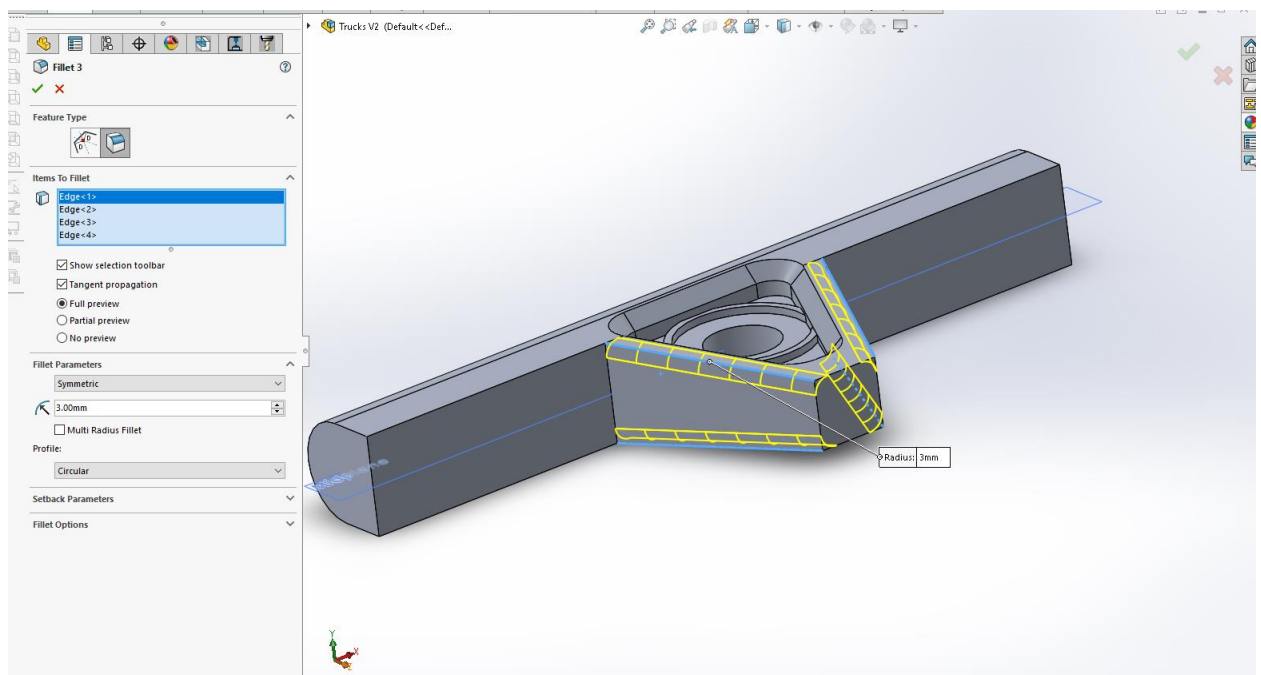 Trucks V2 (Default<<Def...
Fillet 3
Feature Type
Items To Fillet
Edge<1>
Edge<2>
Edge<3>
Edge<4>
Show selection toolbar
Tangent propagation
Full preview
Partial preview
No preview
Fillet Parameters
Symmetric
3.00mm
Multi Radius Fillet
Profile:
Circular
Setback Parameters
Fillet Options
Radius: 3mm
Midplane
Y
X
Z